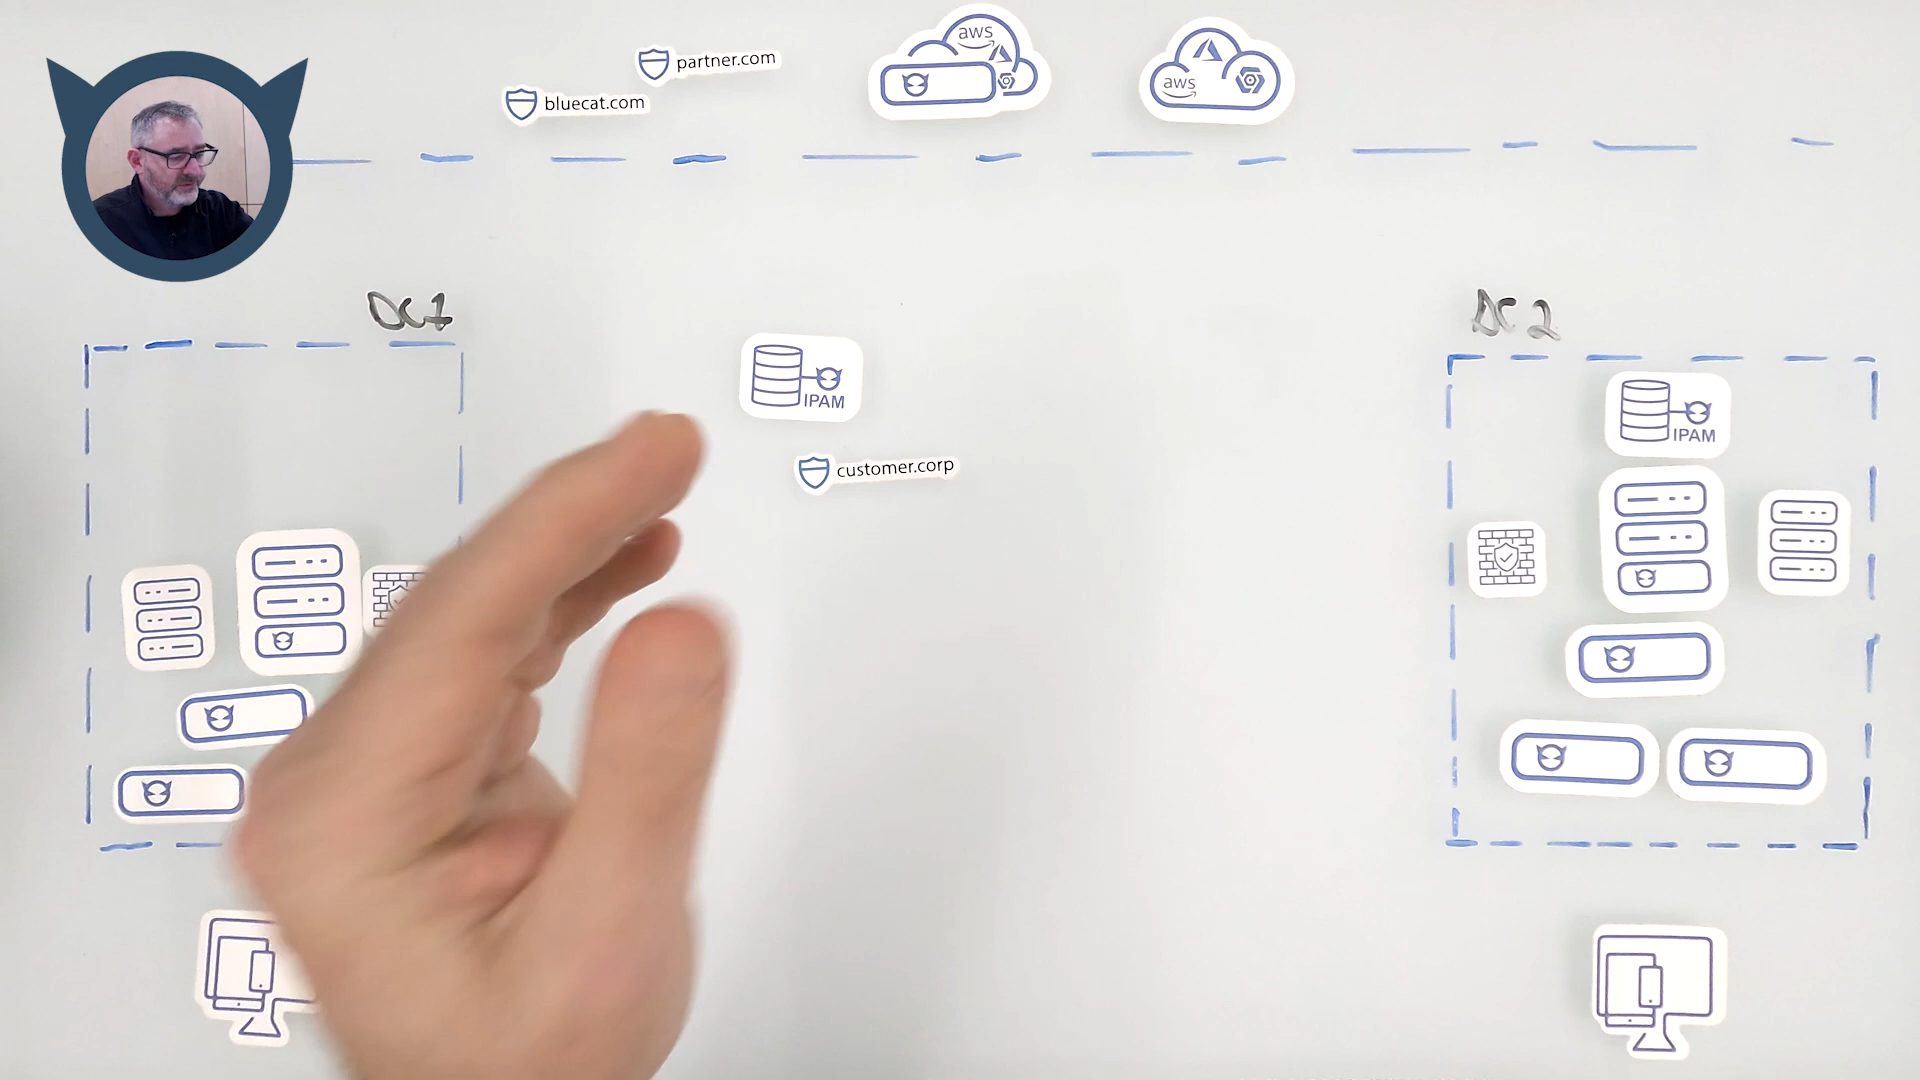 partner.com
bluecat.com
aws
aws
DC1
DC2
IPAM
IPAM
customer.corp